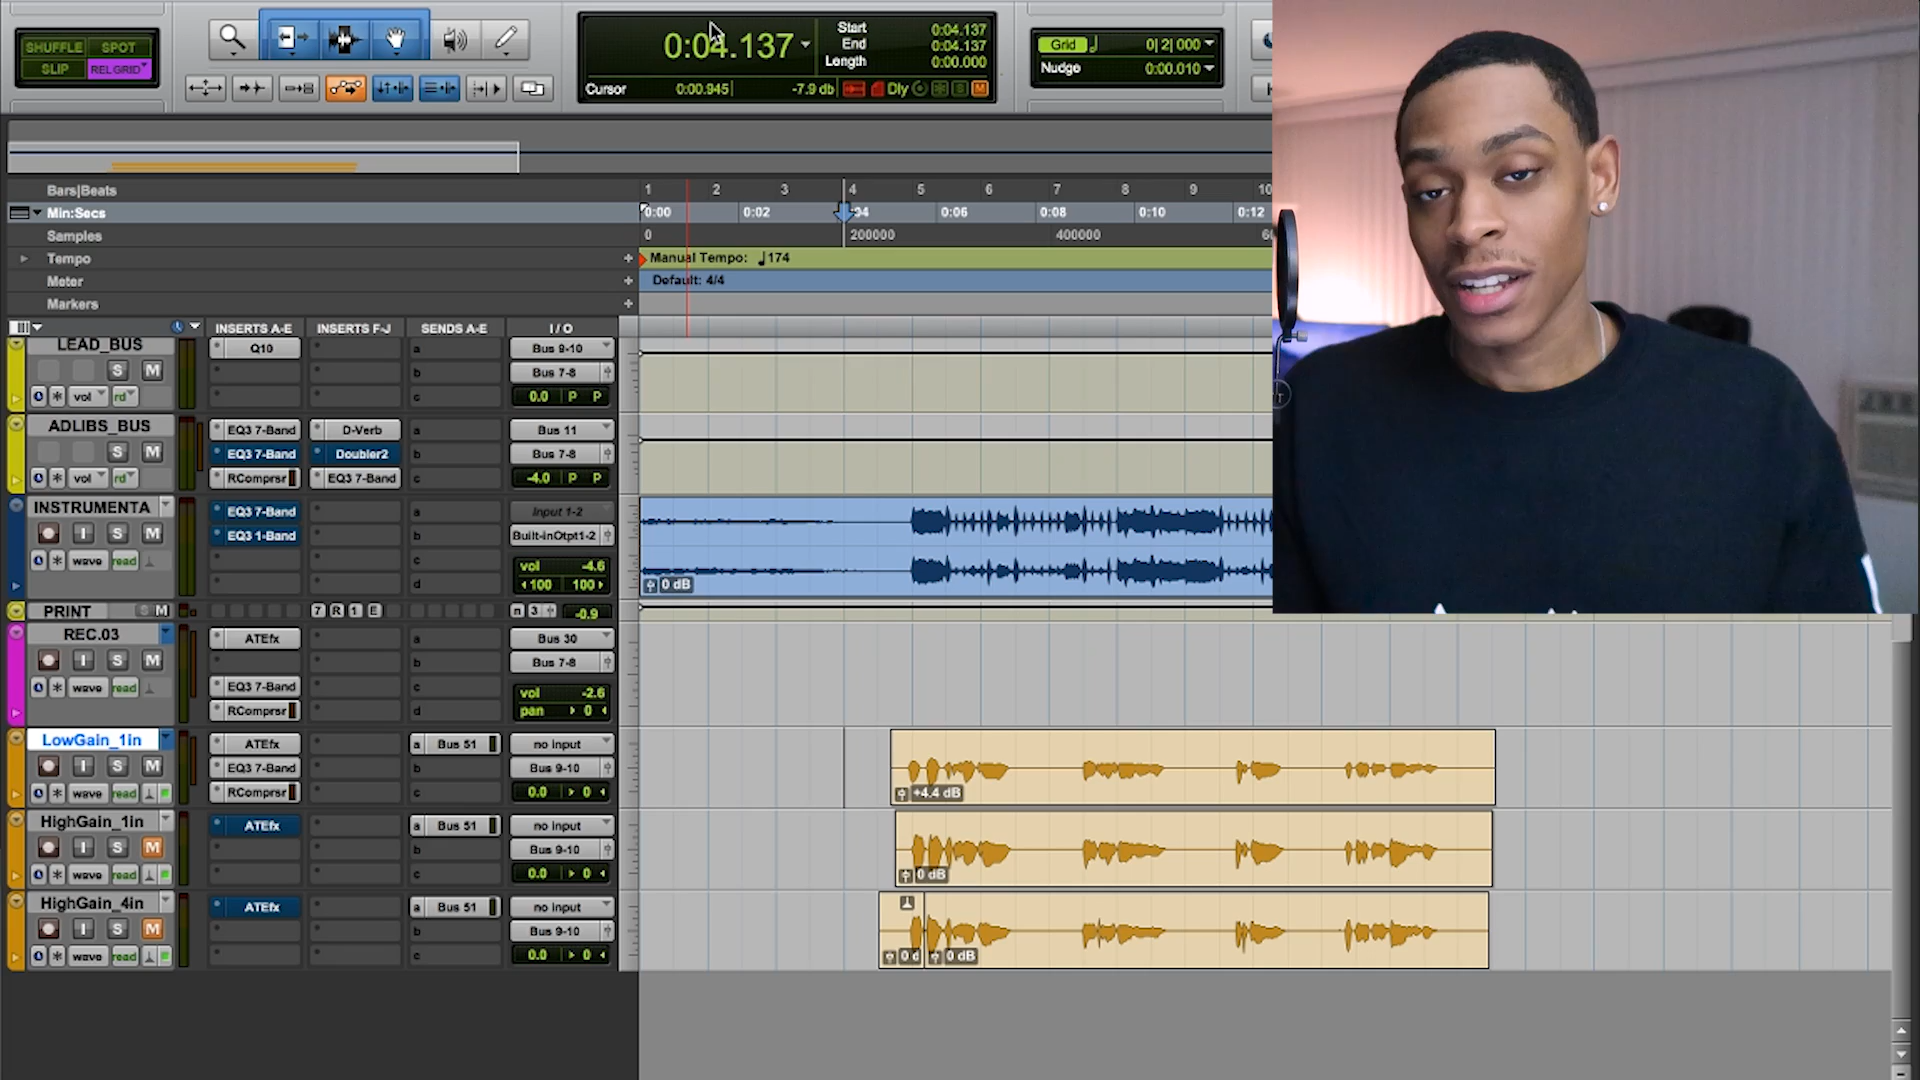 SHUFFLE SPOT
SLIP REL GRID
0:04.137
Start 0:04.137
End 0:04.137
Length 0:00.000
Cursor 0:00.945 -7.9 db Dly M
Grid 0| 2| 000
Nudge 0:00.010
Bars|Beats 1 2 3 4 5 6 7 8 9 10
Min:Secs 0:00 0:02 0:06 0:08 0:10 0:12
Samples 0 200000 400000
Tempo + Manual Tempo: 174
Meter + Default: 4/4
Markers +
INSERTS A-E INSERTS F-J SENDS A-E I / O
LEAD_BUS Q10 a Bus 9-10
S M b Bus 7-8
vol rd c 0.0 P P
ADLIBS_BUS EQ3 7-Band D-Verb a Bus 11
S M EQ3 7-Band Doubler2 b Bus 7-8
vol rd RComprsr EQ3 7-Band c -4.0 P P
INSTRUMENTA EQ3 7-Band a Input 1-2
I S M EQ3 1-Band b Built-inOtpt1-2
wave read c vol -4.6
d 100 100 0 dB
PRINT S M 7 R 1 E n 3 -0.9
REC.03 ATEfx a Bus 30
I S M b Bus 7-8
wave read EQ3 7-Band c vol -2.6
RComprsr d pan 0
LowGain_1in ATEfx a Bus 51 no input
I S M EQ3 7-Band b Bus 9-10
wave read RComprsr c 0.0 0 +4.4 dB
HighGain_1in ATEfx a Bus 51 no input
I S M b Bus 9-10
wave read c 0.0 0 0 dB
HighGain_4in ATEfx a Bus 51 no input
I S M b Bus 9-10
wave read c 0.0 0 0 d 0 dB